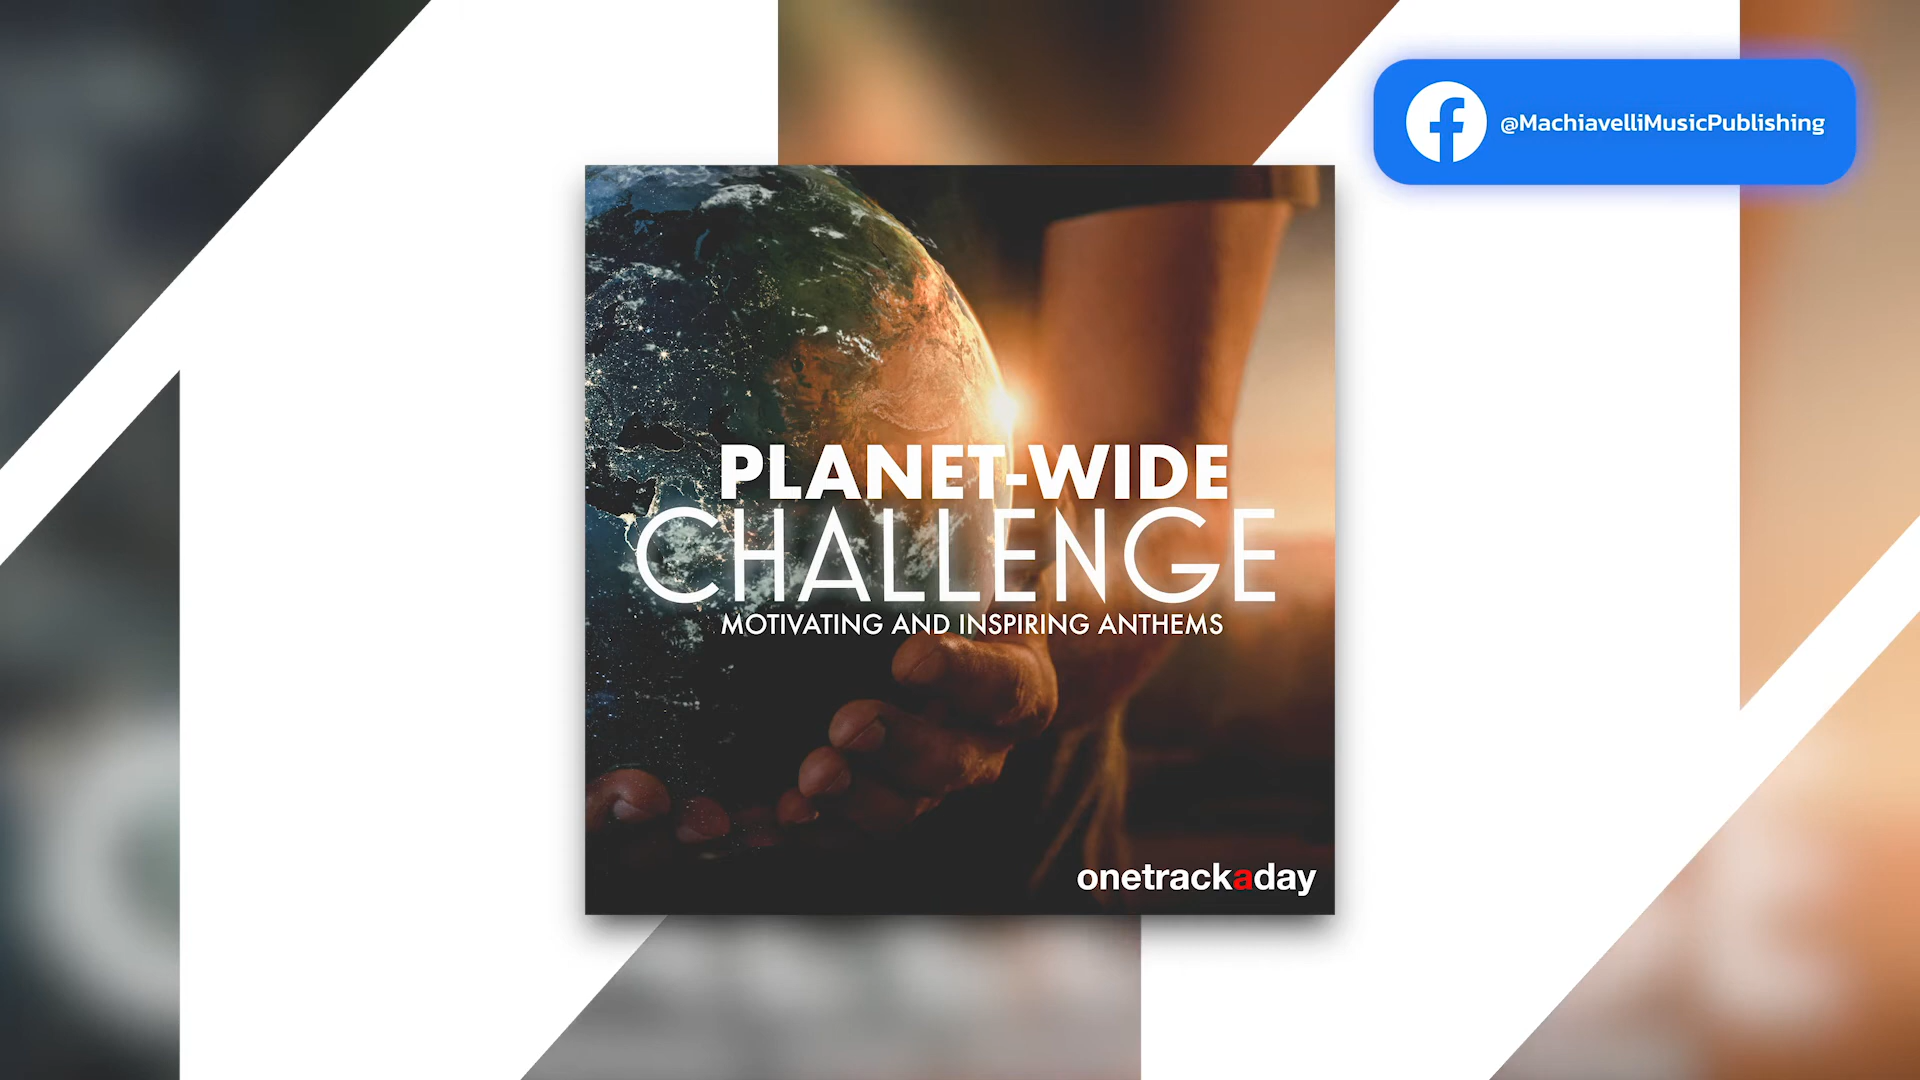 @MachiavelliMusicPublishing
PLANET-WIDE
CHALLENGE
MOTIVATING AND INSPIRING ANTHEMS
onetrackaday